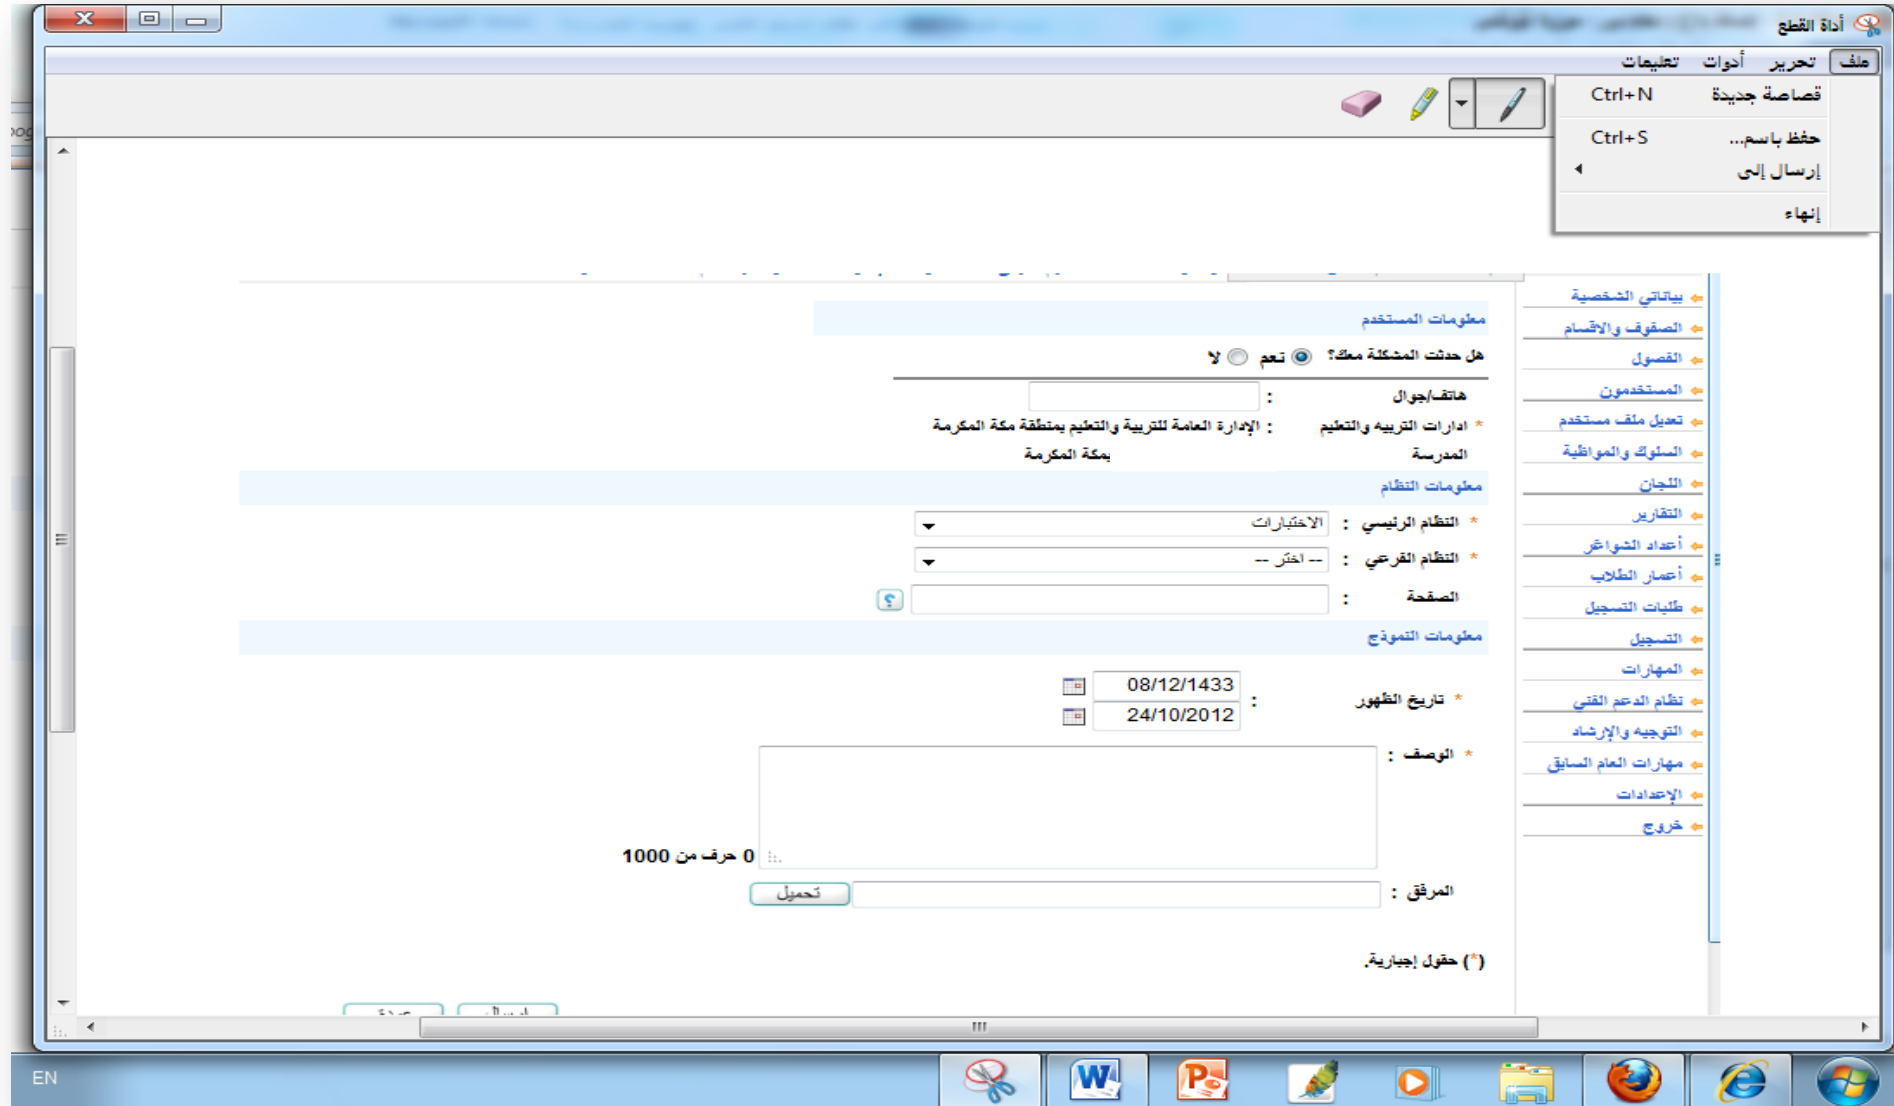 أداة القطع
ملف تحرير أدوات تعليمات
قصاصة جديدة Ctrl+N
حفظ باسم... Ctrl+S
إرسال إلى
إنهاء
بياناتي الشخصية
الصفوف والاقسام
الفصول
المستخدمون
تعديل ملف مستخدم
السلوك والمواظبة
اللجان
التقارير
أعداد الشواغر
أعمار الطلاب
طلبات التسجيل
التسجيل
المهارات
نظام الدعم الفني
التوجيه والإرشاد
مهارات العام السابق
الإعدادات
خروج
معلومات المستخدم
هل حدثت المشكلة معك؟ نعم لا
هاتف/جوال :
* ادارات التربيه والتعليم : الإدارة العامة للتربية والتعليم بمنطقة مكة المكرمة
المدرسة بمكة المكرمة
معلومات النظام
* النظام الرئيسي : الاختبارات
* النظام الفرعي : -- اختر --
الصفحة : ؟
معلومات النموذج
* تاريخ الظهور : 08/12/1433
24/10/2012
* الوصف :
0 حرف من 1000
المرفق : تحميل
(*) حقول إجبارية.
EN